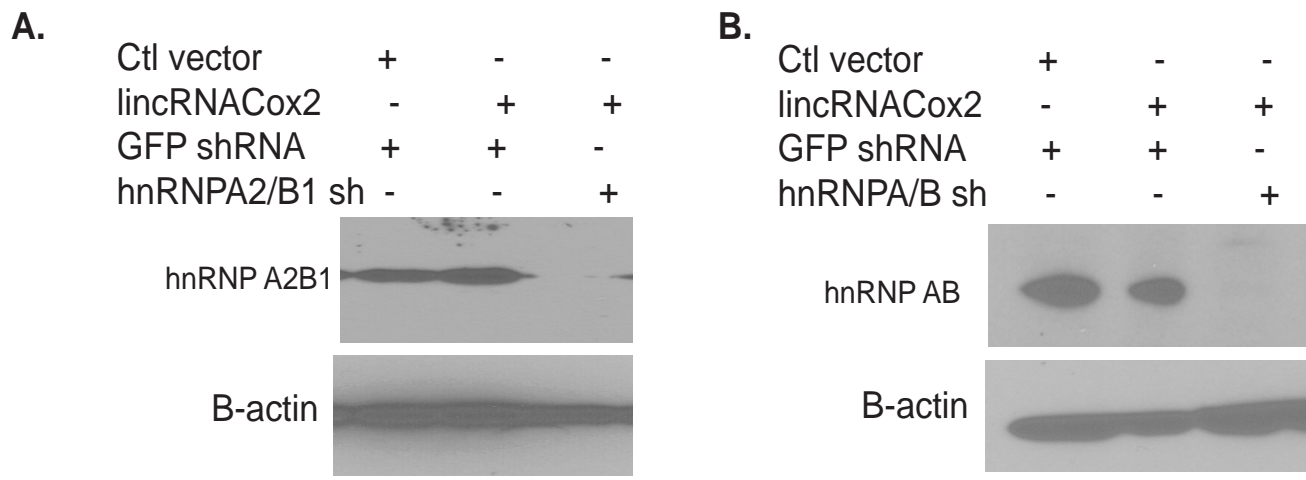 A.
Ctl vector + - -
lincRNACox2 - + +
GFP shRNA + + -
hnRNPA2/B1 sh - - +
hnRNP A2B1
B-actin
B.
Ctl vector + - -
lincRNACox2 - + +
GFP shRNA + + -
hnRNPA/B sh - - +
hnRNP AB
B-actin